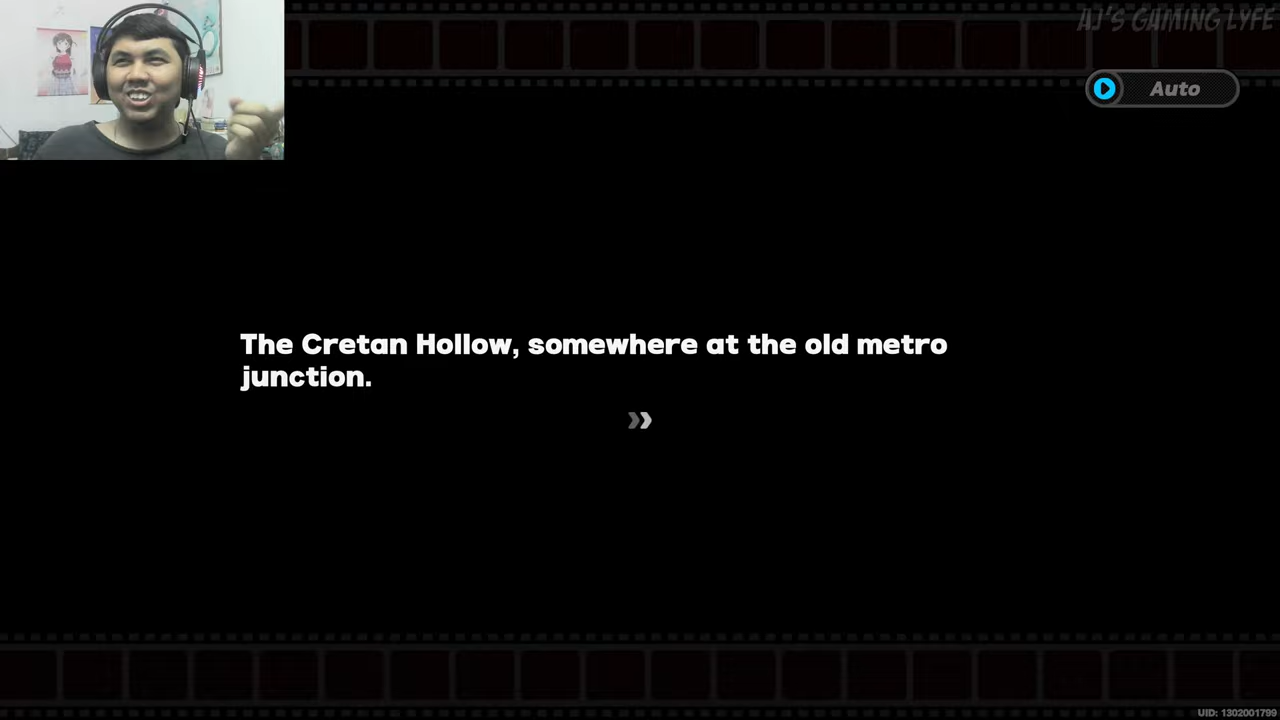 AJ'S GAMING LYFE
Auto
The Cretan Hollow, somewhere at the old metro
junction.
UID: 1302001799